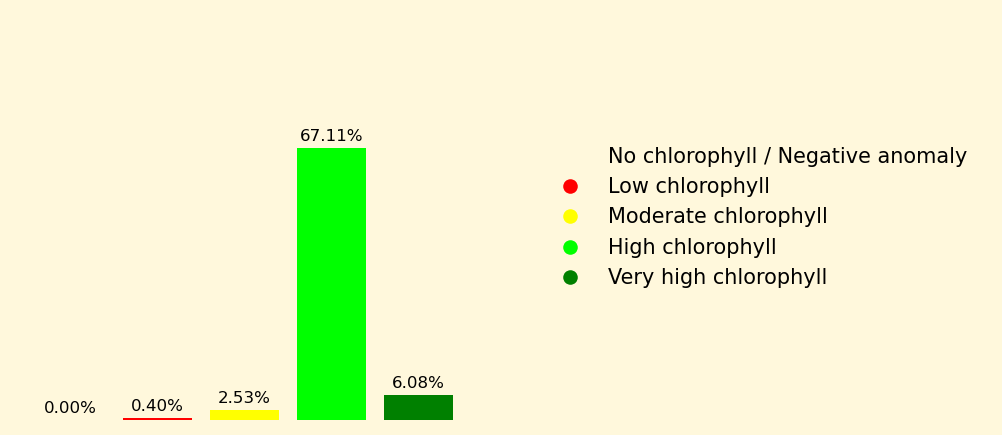 67.11%
No chlorophyll / Negative anomaly
Low chlorophyll
Moderate chlorophyll
High chlorophyll
Very high chlorophyll
6.08%
2.53%
0.40%
0.00%